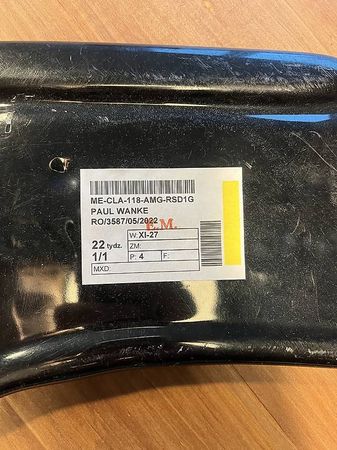 ME-CLA-118-AMG-RSD1G
PAUL WANKE
RO/3587/05/2022
E.M.
22 tydz.
W: XI-27
ZM:
1/1
P: 4
F:
MXD: